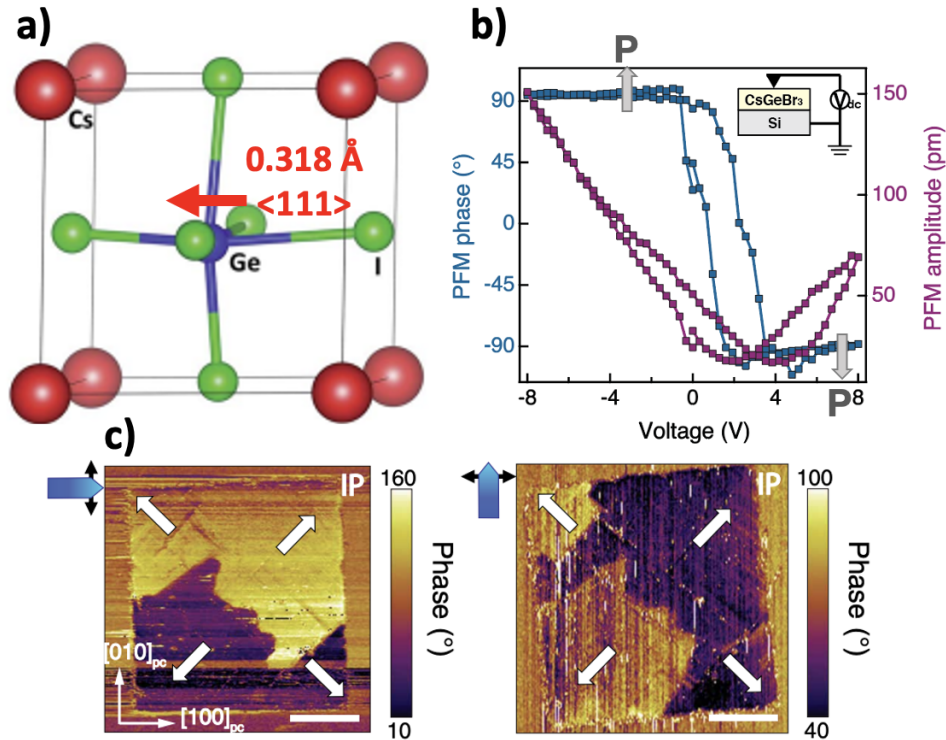 a)
Cs
0.318 Å
<111>
Ge
I
b)
P
CsGeBr₃
Si
Vdc
90
45
0
-45
-90
PFM phase (°)
150
100
50
PFM amplitude (pm)
P
-8 -4 0 4 8
Voltage (V)
c)
IP
160
Phase (°)
10
[010]pc
[100]pc
IP
100
Phase (°)
40